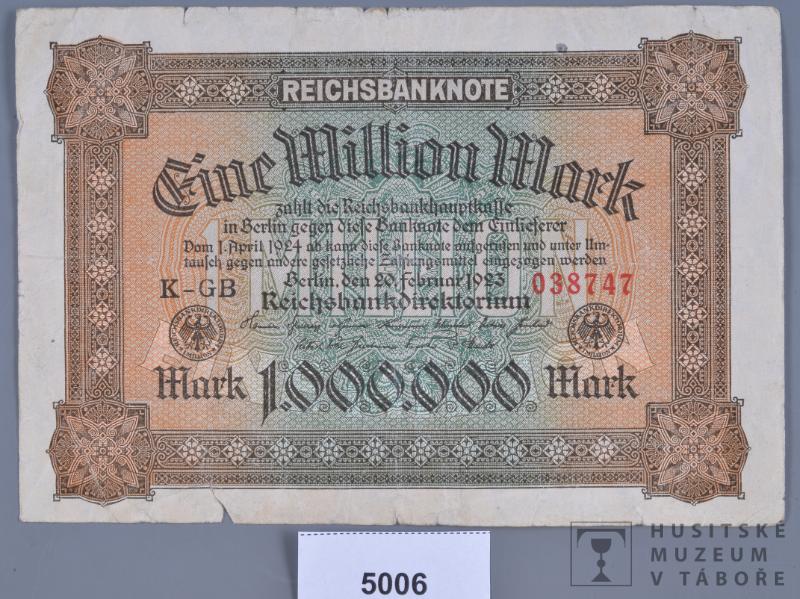 REICHSBANKNOTE
Eine Million Mark
zahlt die Reichsbankhauptkasse
in Berlin gegen diese Banknote dem Einlieferer
Vom 1. April 1924 ab kann diese Banknote aufgerufen und unter Um-
tausch gegen andere gesetzliche Zahlungsmittel eingezogen werden
Berlin, den 20. Februar 1923
K-GB
038747
Reichsbankdirektorium
Mark 1.000.000 Mark
5006
HUSITSKÉ
MUZEUM
V TÁBOŘE